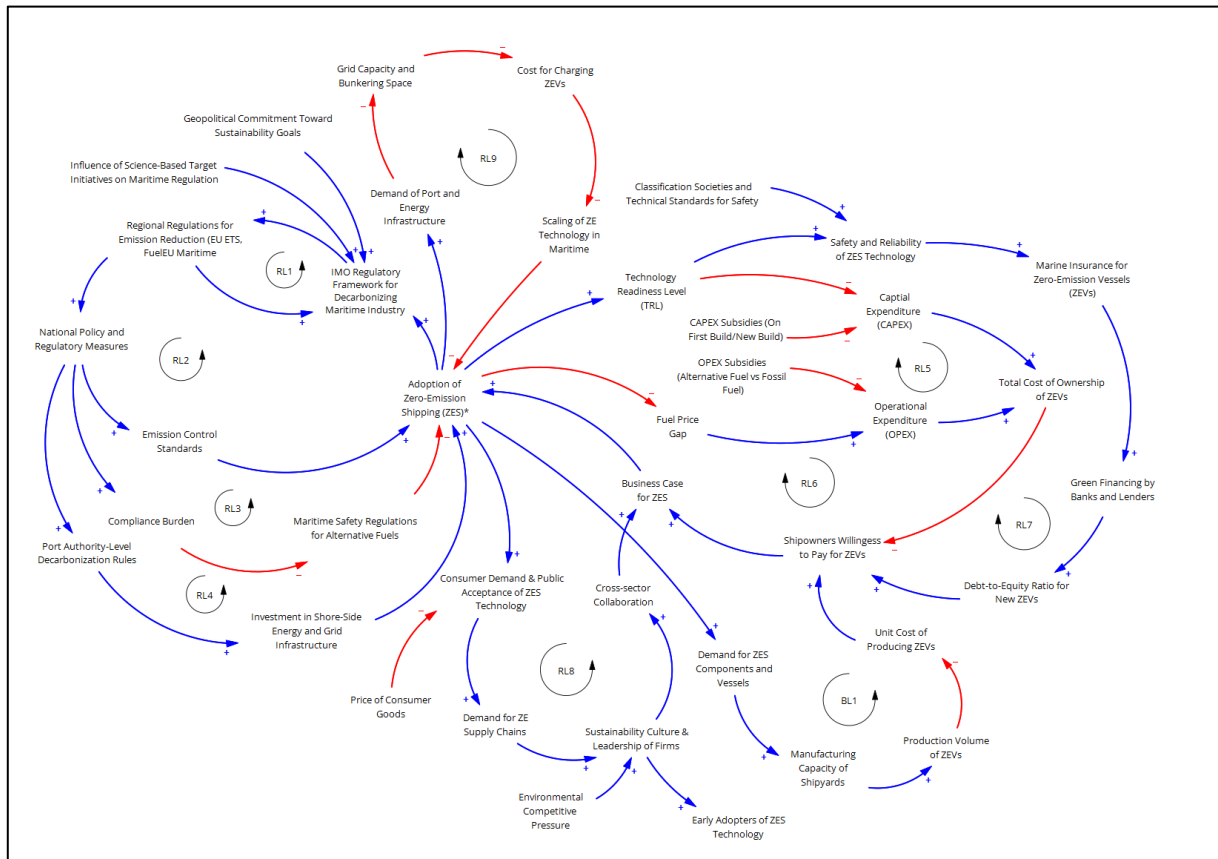 Grid Capacity and
Bunkering Space
Cost for Charging
ZEVs
Geopolitical Commitment Toward
Sustainability Goals
RL9
Influence of Science-Based Target
Initiatives on Maritime Regulation
Demand of Port and
Energy
Infrastructure
Classification Societies and
Technical Standards for Safety
Regional Regulations for
Emission Reduction (EU ETS,
FuelEU Maritime
Scaling of ZE
Technology in
Maritime
RL1
IMO Regulatory
Framework for
Decarbonizing
Maritime Industry
Safety and Reliability
of ZES Technology
Technology
Readiness Level
(TRL)
Marine Insurance for
Zero-Emission Vessels
(ZEVs)
Captial
Expenditure
(CAPEX)
National Policy and
Regulatory Measures
CAPEX Subsidies (On
First Build/New Build)
RL2
OPEX Subsidies
(Alternative Fuel vs Fossil
Fuel)
RL5
Adoption of
Zero-Emission
Shipping (ZES)*
Total Cost of Ownership
of ZEVs
Fuel Price
Gap
Operational
Expenditure
(OPEX)
Emission Control
Standards
Business Case
for ZES
RL6
Green Financing by
Banks and Lenders
Compliance Burden
RL3
Maritime Safety Regulations
for Alternative Fuels
RL7
Port Authority-Level
Decarbonization Rules
Shipowners Willingness
to Pay for ZEVs
RL4
Consumer Demand & Public
Acceptance of ZES
Technology
Cross-sector
Collaboration
Debt-to-Equity Ratio for
New ZEVs
Investment in Shore-Side
Energy and Grid
Infrastructure
Unit Cost of
Producing ZEVs
RL8
Demand for ZES
Components and
Vessels
BL1
Price of Consumer
Goods
Demand for ZE
Supply Chains
Sustainability Culture &
Leadership of Firms
Production Volume
of ZEVs
Manufacturing
Capacity of
Shipyards
Environmental
Competitive
Pressure
Early Adopters of ZES
Technology